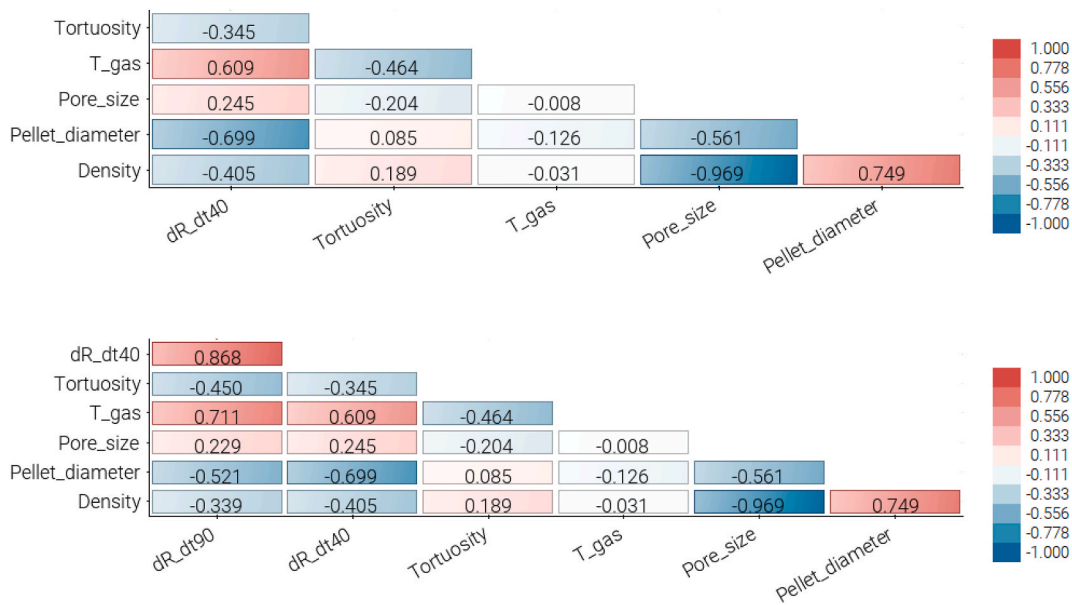 Tortuosity -0.345
T_gas 0.609 -0.464
Pore_size 0.245 -0.204 -0.008
Pellet_diameter -0.699 0.085 -0.126 -0.561
Density -0.405 0.189 -0.031 -0.969 0.749
dR_dt40 Tortuosity T_gas Pore_size Pellet_diameter
1.000
0.778
0.556
0.333
0.111
-0.111
-0.333
-0.556
-0.778
-1.000
dR_dt40 0.868
Tortuosity -0.450 -0.345
T_gas 0.711 0.609 -0.464
Pore_size 0.229 0.245 -0.204 -0.008
Pellet_diameter -0.521 -0.699 0.085 -0.126 -0.561
Density -0.339 -0.405 0.189 -0.031 -0.969 0.749
dR_dt90 dR_dt40 Tortuosity T_gas Pore_size Pellet_diameter
1.000
0.778
0.556
0.333
0.111
-0.111
-0.333
-0.556
-0.778
-1.000